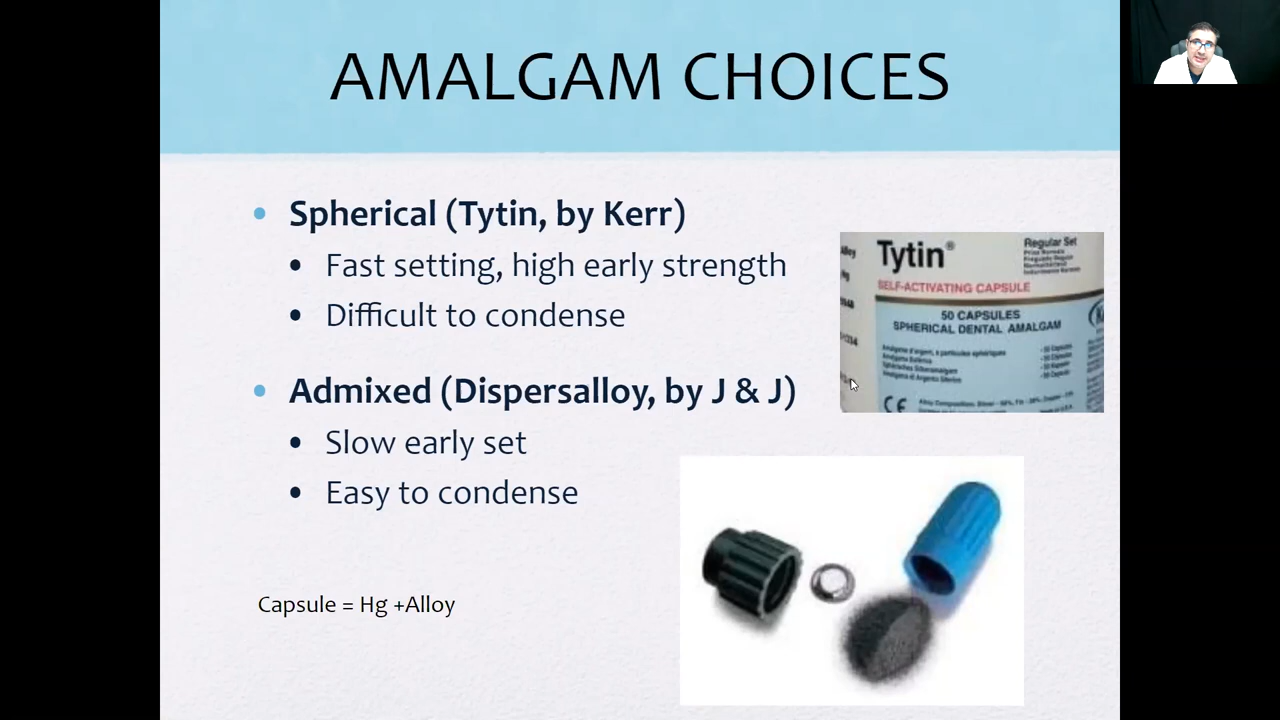 AMALGAM CHOICES
• Spherical (Tytin, by Kerr)
• Fast setting, high early strength
• Difficult to condense
• Admixed (Dispersalloy, by J & J)
• Slow early set
• Easy to condense
Capsule = Hg +Alloy
Tytin®
Regular Set
SELF-ACTIVATING CAPSULE
50 CAPSULES
SPHERICAL DENTAL AMALGAM
CE